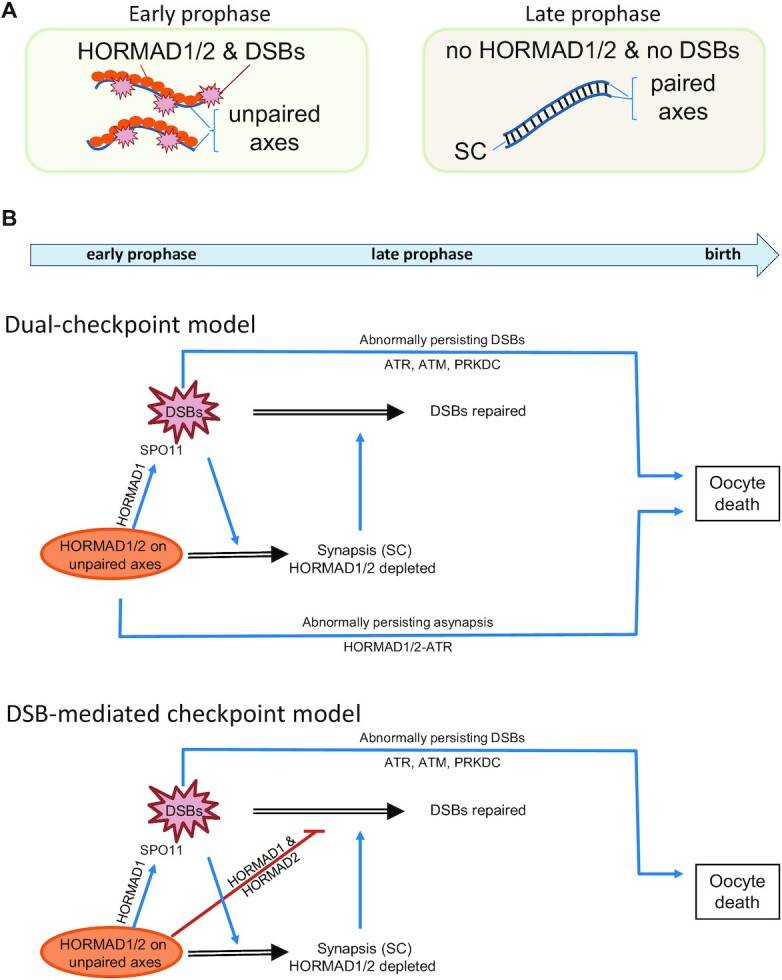 A
Early prophase
Late prophase
HORMAD1/2 & DSBs
unpaired
axes
no HORMAD1/2 & no DSBs
paired
axes
SC
B
early prophase
late prophase
birth
Dual-checkpoint model
Abnormally persisting DSBs
ATR, ATM, PRKDC
DSBs
DSBs repaired
SPO11
HORMAD1
Oocyte
death
HORMAD1/2 on
unpaired axes
Synapsis (SC)
HORMAD1/2 depleted
Abnormally persisting asynapsis
HORMAD1/2-ATR
DSB-mediated checkpoint model
Abnormally persisting DSBs
ATR, ATM, PRKDC
DSBs
DSBs repaired
SPO11
HORMAD1
HORMAD1 &
HORMAD2
Oocyte
death
HORMAD1/2 on
unpaired axes
Synapsis (SC)
HORMAD1/2 depleted